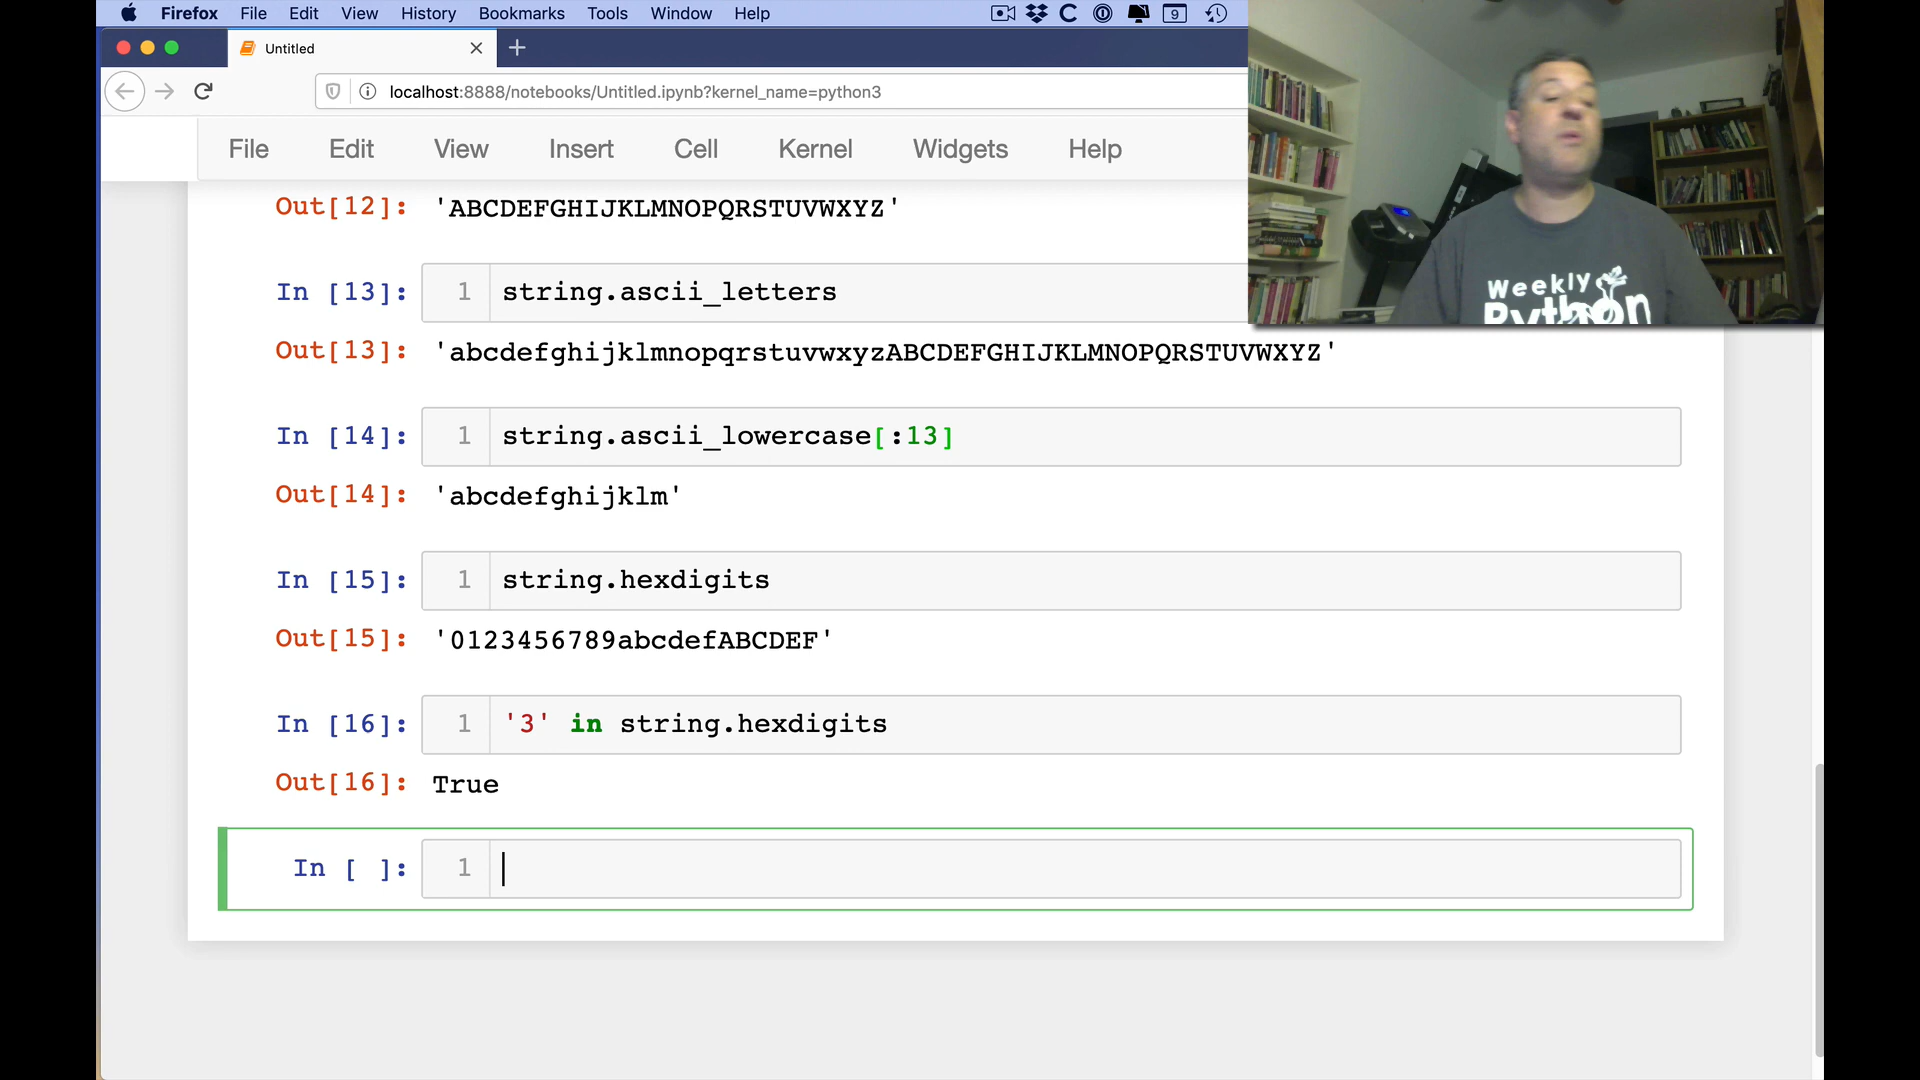 Firefox File Edit View History Bookmarks Tools Window Help 9
Untitled
localhost:8888/notebooks/Untitled.ipynb?kernel_name=python3
File Edit View Insert Cell Kernel Widgets Help
Out[12]: 'ABCDEFGHIJKLMNOPQRSTUVWXYZ'
In [13]: 1 string.ascii_letters
Out[13]: 'abcdefghijklmnopqrstuvwxyzABCDEFGHIJKLMNOPQRSTUVWXYZ'
In [14]: 1 string.ascii_lowercase[:13]
Out[14]: 'abcdefghijklm'
In [15]: 1 string.hexdigits
Out[15]: '0123456789abcdefABCDEF'
In [16]: 1 '3' in string.hexdigits
Out[16]: True
In [ ]: 1
Weekly
Python